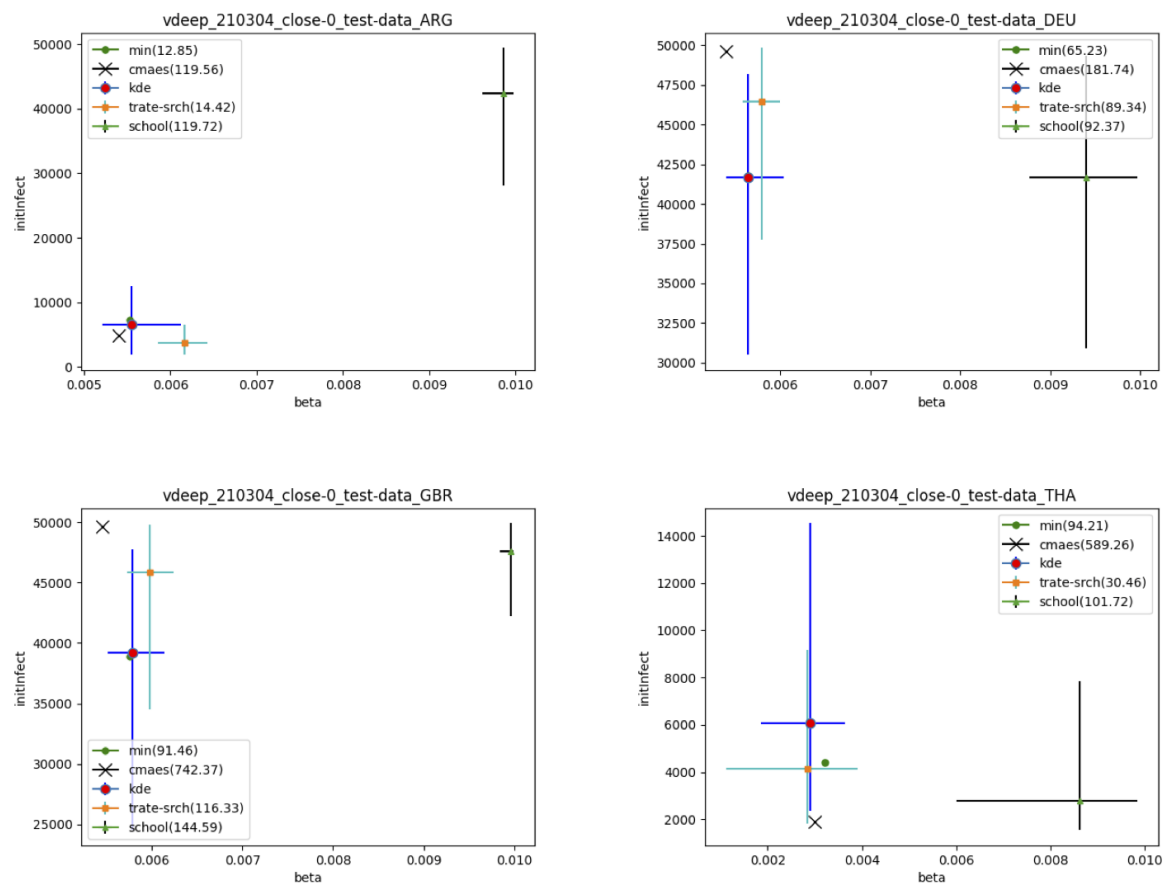 vdeep_210304_close-0_test-data_ARG
50000
40000
30000
20000
10000
0
initInfect
min(12.85)
cmaes(119.56)
kde
trate-srch(14.42)
school(119.72)
0.005 0.006 0.007 0.008 0.009 0.010
beta
vdeep_210304_close-0_test-data_DEU
50000
47500
45000
42500
40000
37500
35000
32500
30000
initInfect
min(65.23)
cmaes(181.74)
kde
trate-srch(89.34)
school(92.37)
0.006 0.007 0.008 0.009 0.010
beta
vdeep_210304_close-0_test-data_GBR
50000
45000
40000
35000
30000
25000
initInfect
min(91.46)
cmaes(742.37)
kde
trate-srch(116.33)
school(144.59)
0.006 0.007 0.008 0.009 0.010
beta
vdeep_210304_close-0_test-data_THA
14000
12000
10000
8000
6000
4000
2000
initInfect
min(94.21)
cmaes(589.26)
kde
trate-srch(30.46)
school(101.72)
0.002 0.004 0.006 0.008 0.010
beta